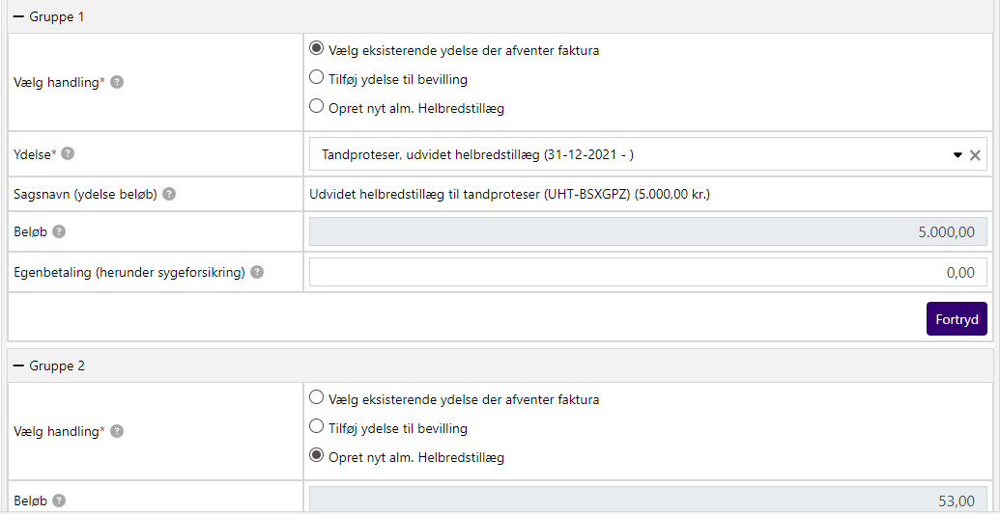 Gruppe 1
Vælg handling* ?
Vælg eksisterende ydelse der afventer faktura
Tilføj ydelse til bevilling
Opret nyt alm. Helbredstillæg
Ydelse* ? Tandproteser, udvidet helbredstillæg (31-12-2021 - )
Sagsnavn (ydelse beløb) ? Udvidet helbredstillæg til tandproteser (UHT-BSXGPZ) (5.000,00 kr.)
Beløb ? 5.000,00
Egenbetaling (herunder sygeforsikring) ? 0,00
Fortryd
Gruppe 2
Vælg handling* ?
Vælg eksisterende ydelse der afventer faktura
Tilføj ydelse til bevilling
Opret nyt alm. Helbredstillæg
Beløb ? 53,00